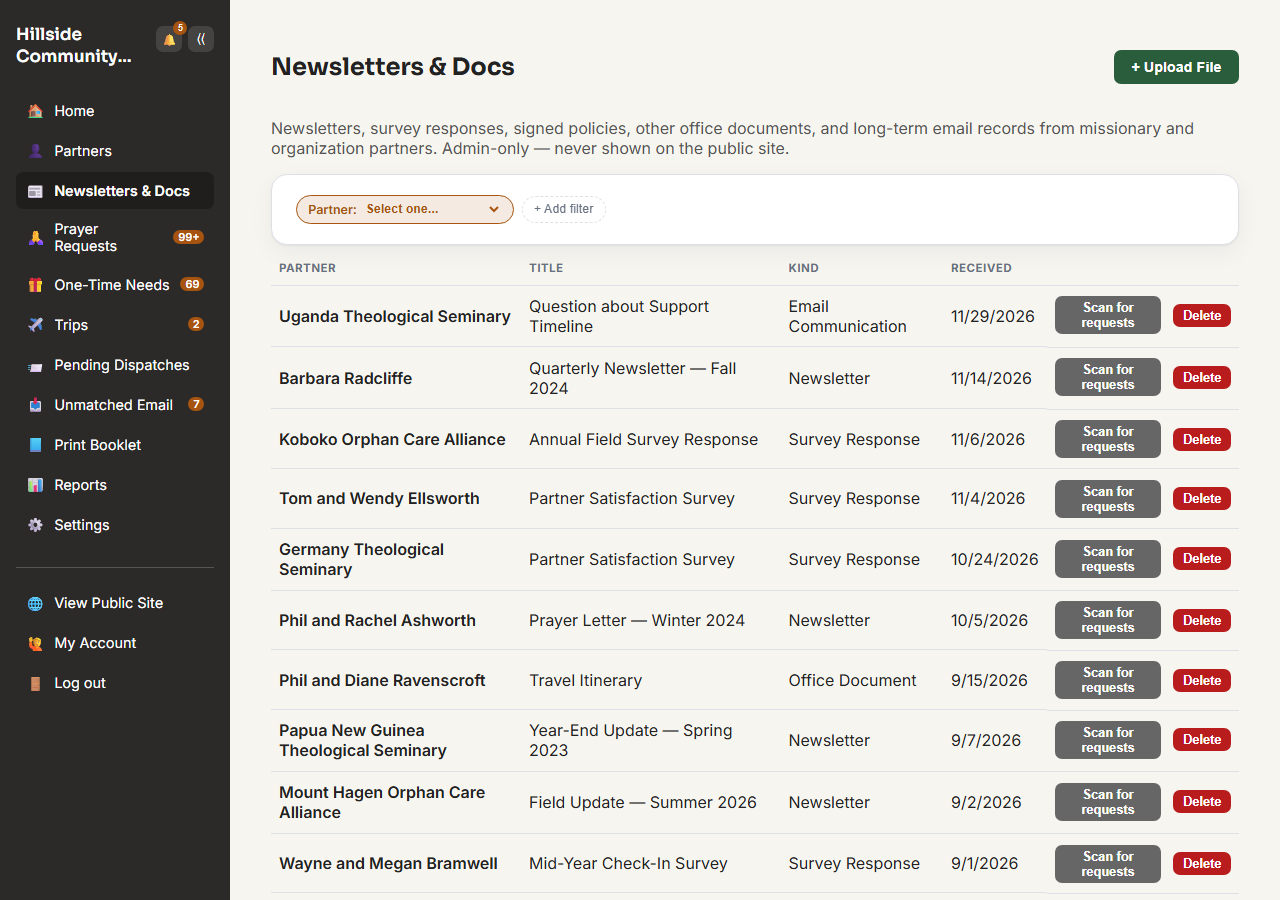 Hillside
Community...
5
⟪
Home
Partners
Newsletters & Docs
Prayer
Requests
99+
One-Time Needs 69
Trips 2
Pending Dispatches
Unmatched Email 7
Print Booklet
Reports
Settings
View Public Site
My Account
Log out
Newsletters & Docs
+ Upload File
Newsletters, survey responses, signed policies, other office documents, and long-term email records from missionary and
organization partners. Admin-only — never shown on the public site.
Partner: Select one... + Add filter
PARTNER TITLE KIND RECEIVED
Uganda Theological Seminary
Question about Support
Timeline
Email
Communication
11/29/2026
Scan for
requests
Delete
Barbara Radcliffe
Quarterly Newsletter — Fall
2024
Newsletter
11/14/2026
Scan for
requests
Delete
Koboko Orphan Care Alliance
Annual Field Survey Response
Survey Response
11/6/2026
Scan for
requests
Delete
Tom and Wendy Ellsworth
Partner Satisfaction Survey
Survey Response
11/4/2026
Scan for
requests
Delete
Germany Theological
Seminary
Partner Satisfaction Survey
Survey Response
10/24/2026
Scan for
requests
Delete
Phil and Rachel Ashworth
Prayer Letter — Winter 2024
Newsletter
10/5/2026
Scan for
requests
Delete
Phil and Diane Ravenscroft
Travel Itinerary
Office Document
9/15/2026
Scan for
requests
Delete
Papua New Guinea
Theological Seminary
Year-End Update — Spring
2023
Newsletter
9/7/2026
Scan for
requests
Delete
Mount Hagen Orphan Care
Alliance
Field Update — Summer 2026
Newsletter
9/2/2026
Scan for
requests
Delete
Wayne and Megan Bramwell
Mid-Year Check-In Survey
Survey Response
9/1/2026
Scan for
requests
Delete